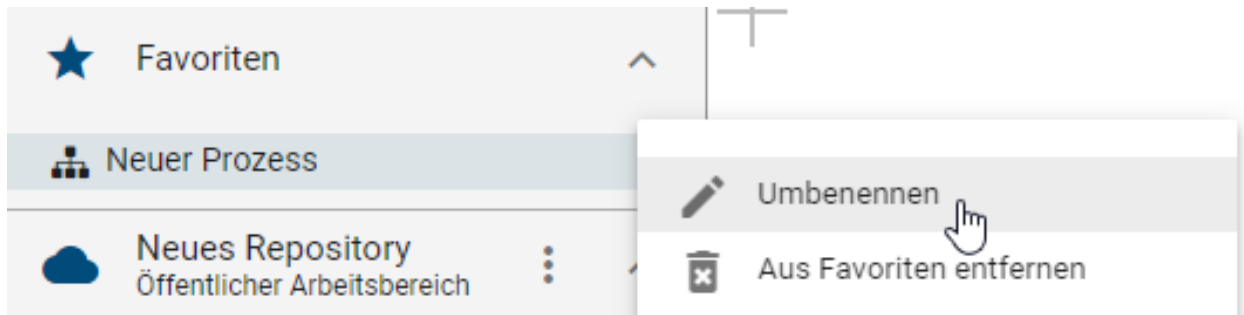 Favoriten
Neuer Prozess
Umbenennen
Neues Repository
Öffentlicher Arbeitsbereich
Aus Favoriten entfernen